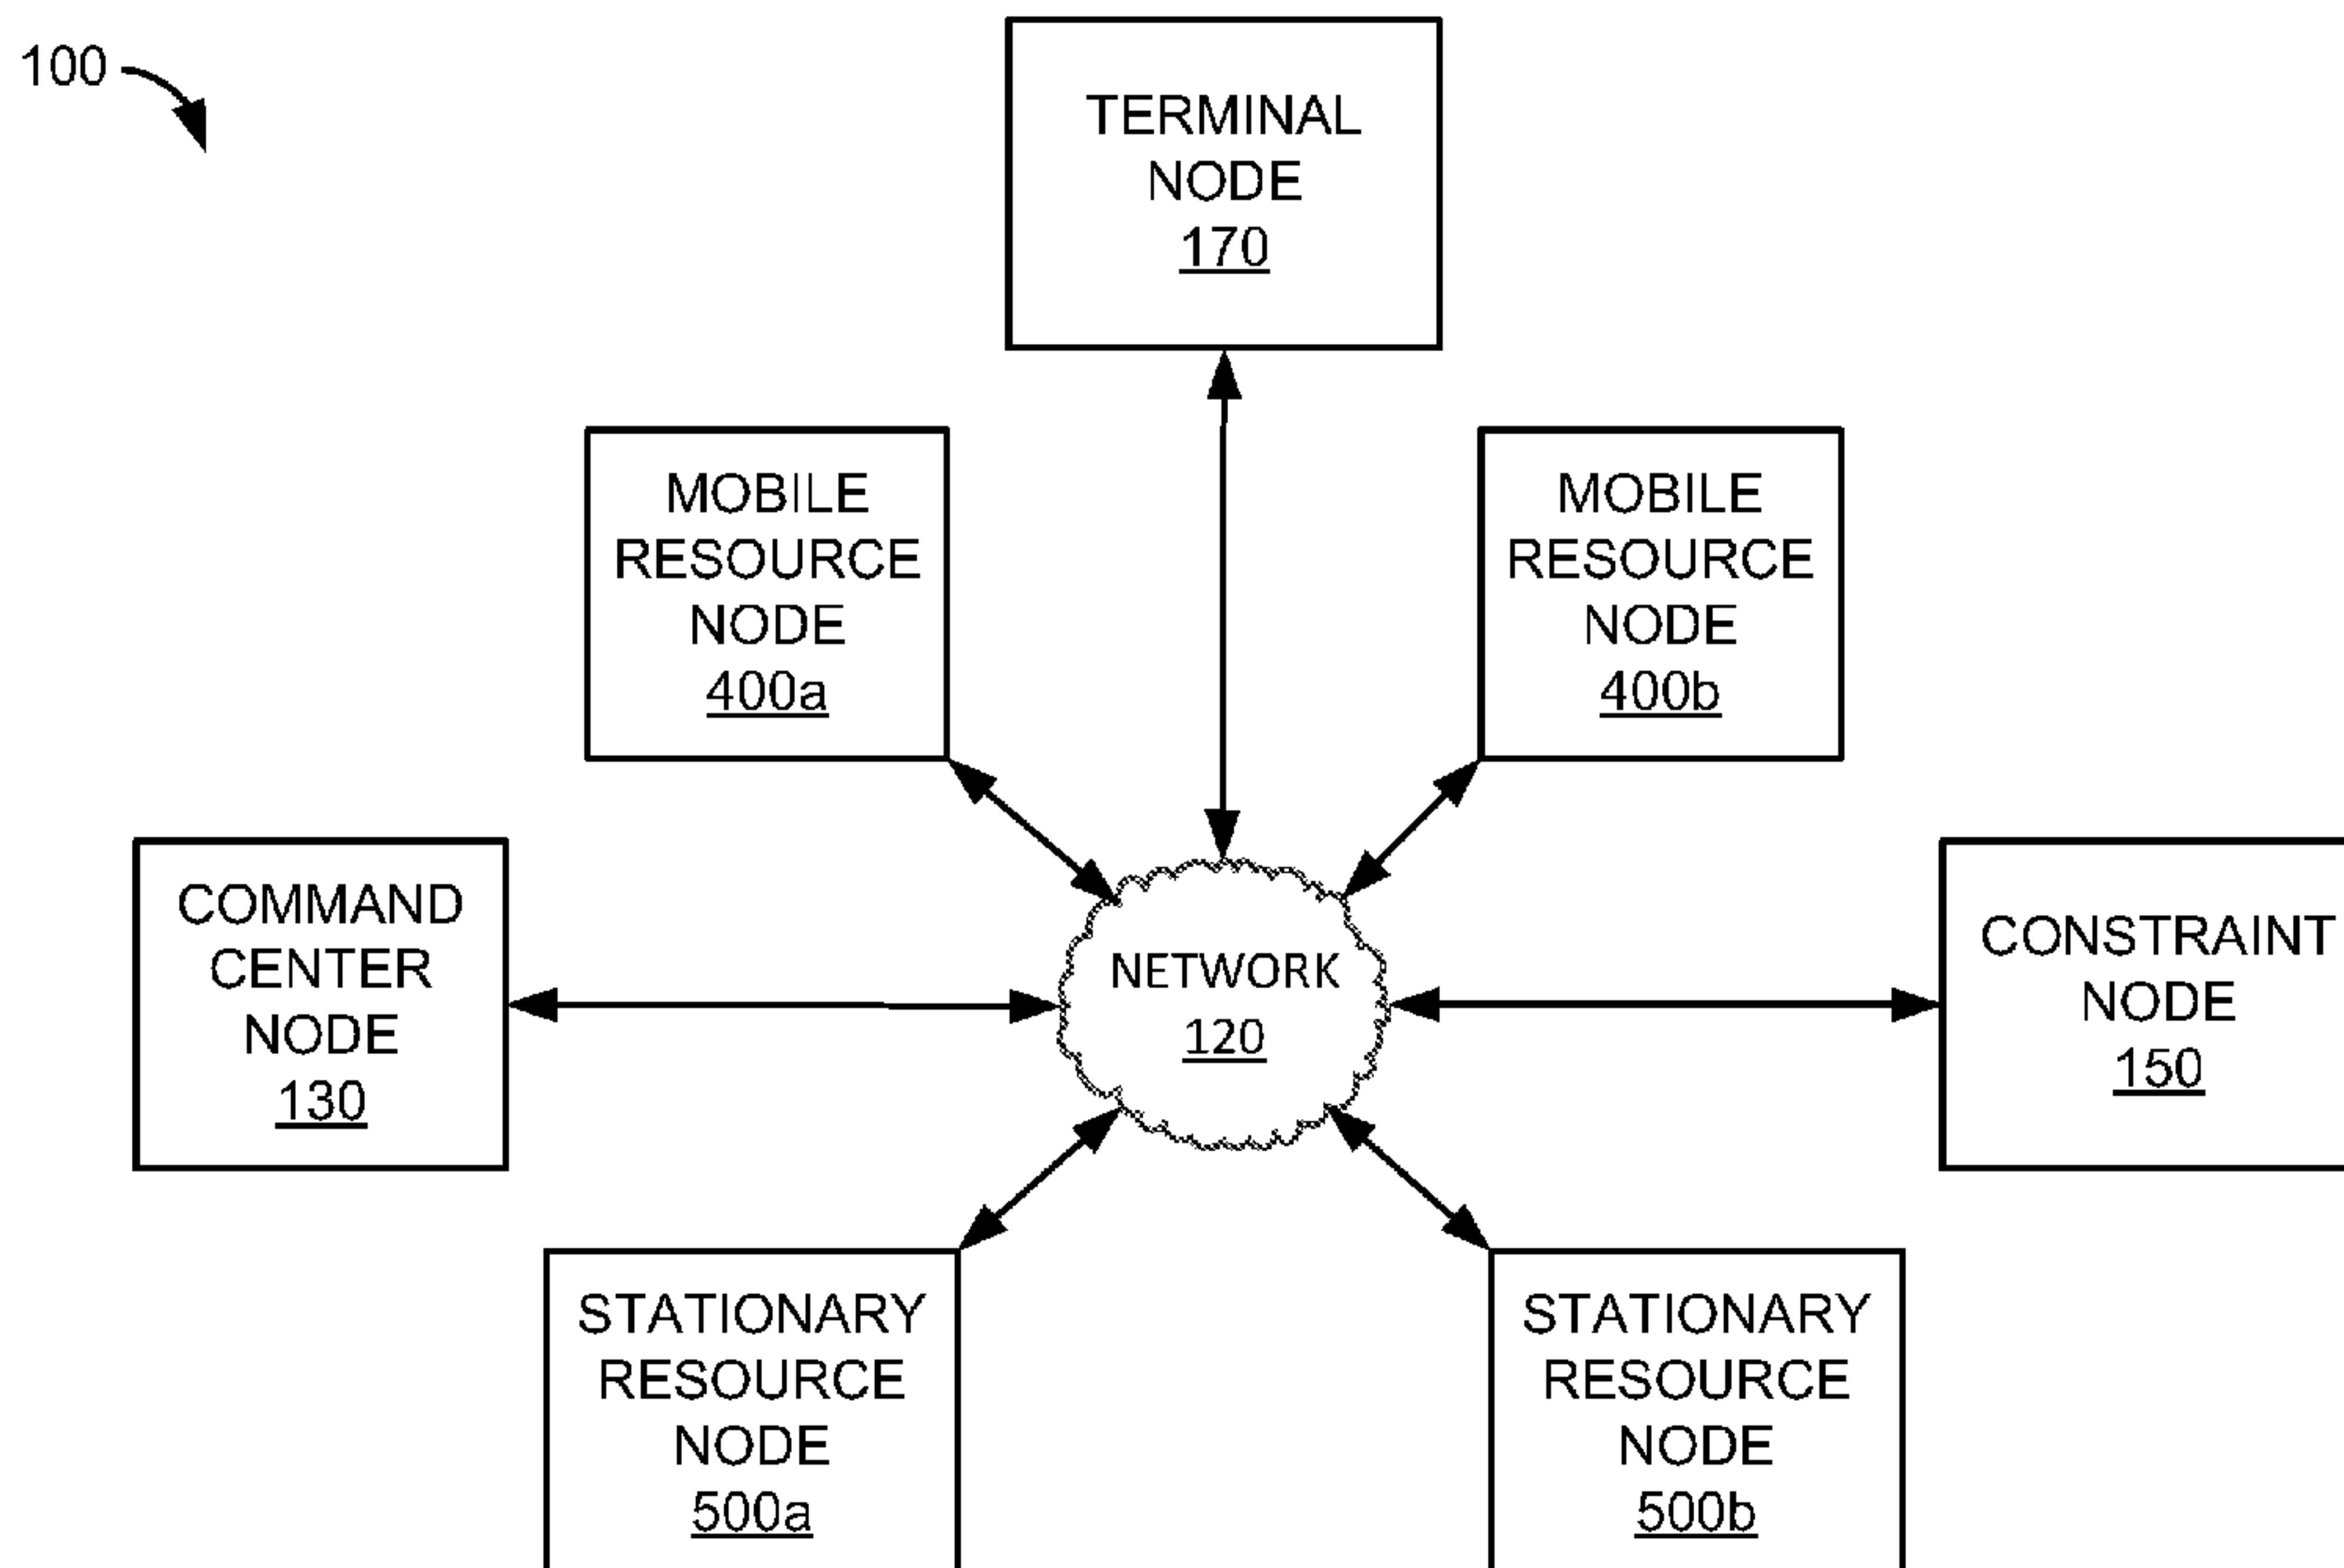 100
TERMINAL
NODE
170
MOBILE
RESOURCE
NODE
400a
MOBILE
RESOURCE
NODE
400b
COMMAND
CENTER
NODE
130
NETWORK
120
CONSTRAINT
NODE
150
STATIONARY
RESOURCE
NODE
500a
STATIONARY
RESOURCE
NODE
500b